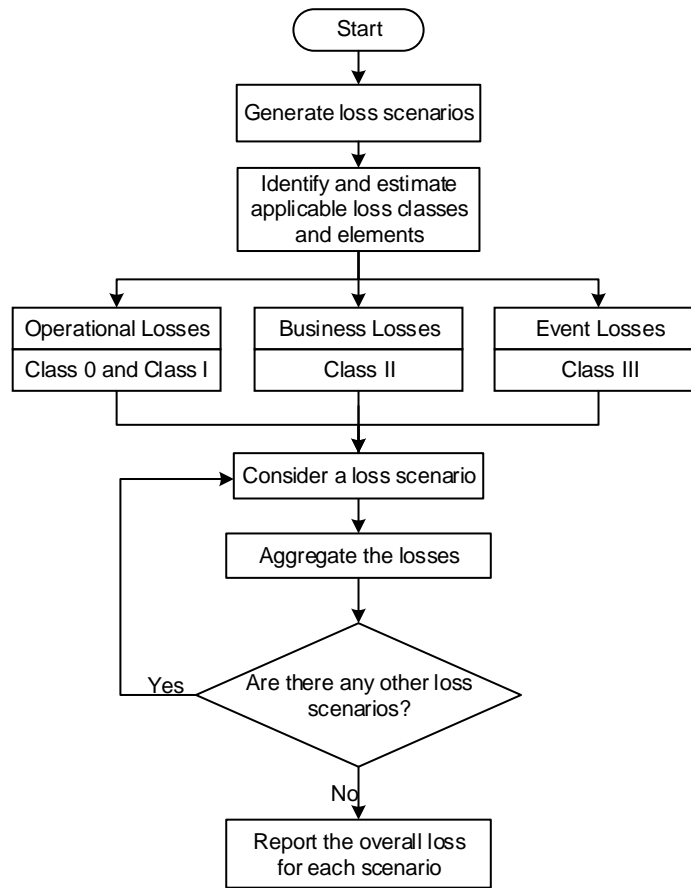 Start
Generate loss scenarios
Identify and estimate
applicable loss classes
and elements
Operational Losses
Class 0 and Class I
Business Losses
Class II
Event Losses
Class III
Consider a loss scenario
Aggregate the losses
Are there any other loss
scenarios?
Yes
No
Report the overall loss
for each scenario